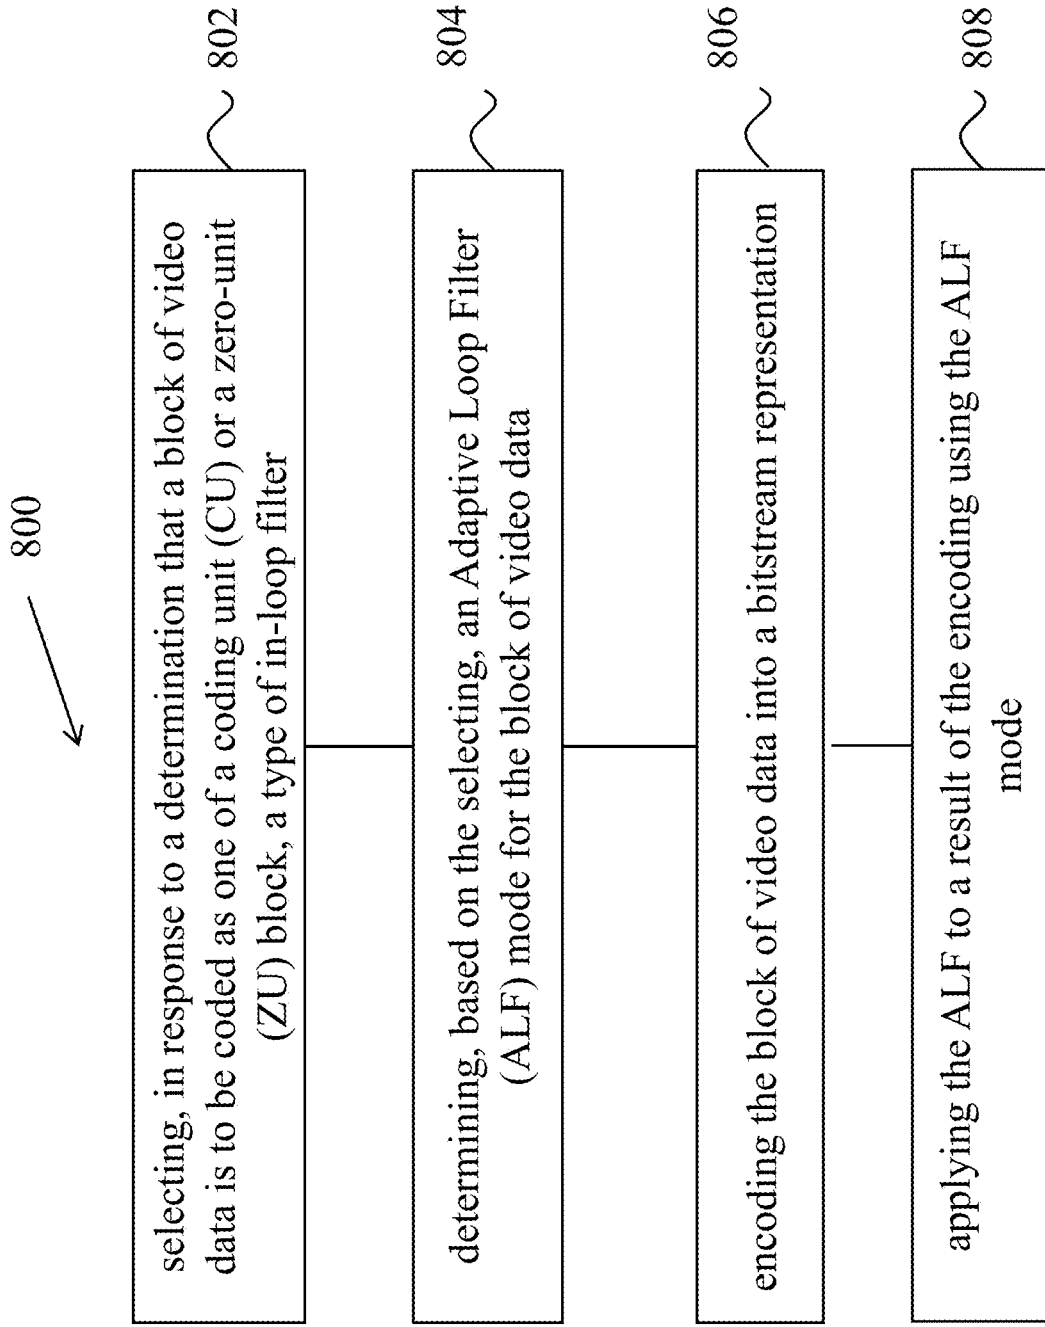 800
selecting, in response to a determination that a block of video
data is to be coded as one of a coding unit (CU) or a zero-unit
(ZU) block, a type of in-loop filter
802
determining, based on the selecting, an Adaptive Loop Filter
(ALF) mode for the block of video data
804
encoding the block of video data into a bitstream representation
806
applying the ALF to a result of the encoding using the ALF
mode
808